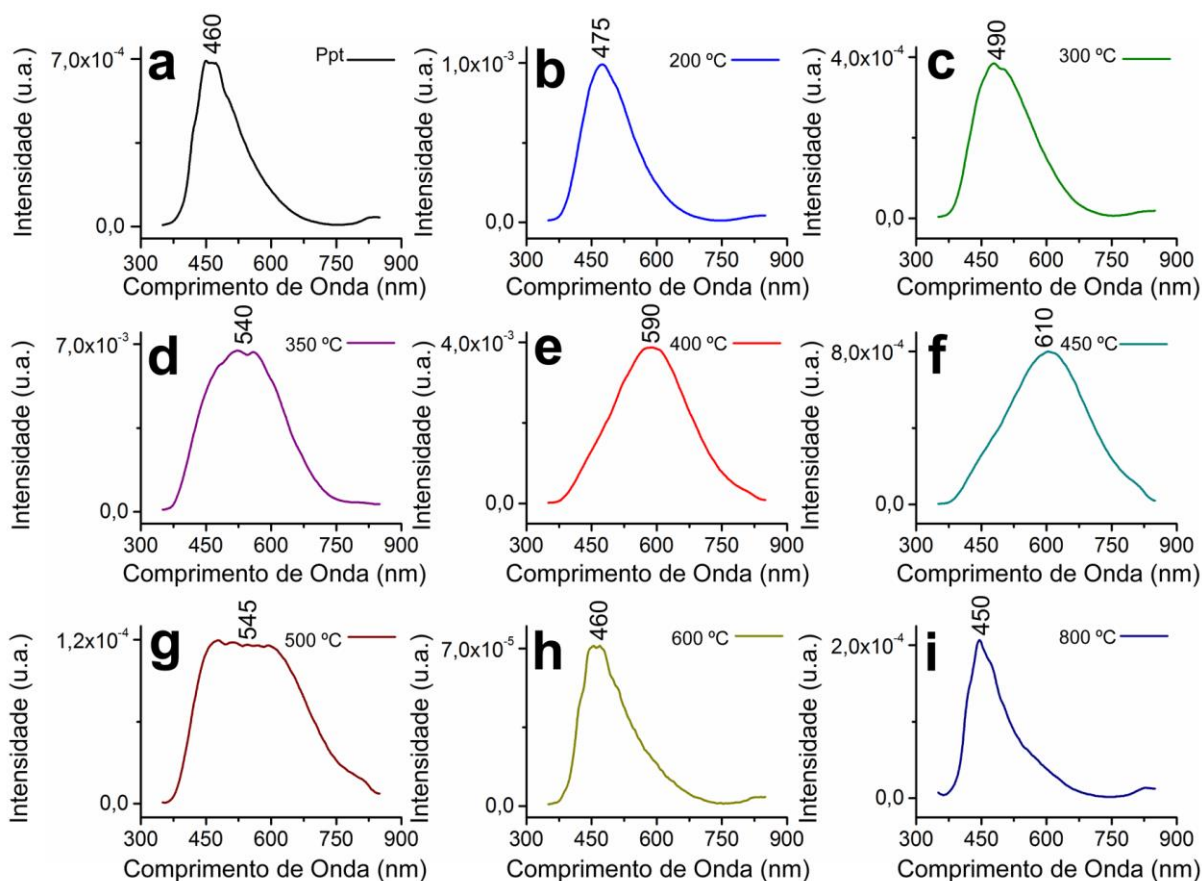 460
475
490
a
Ppt
b
200 ºC
c
300 ºC
7,0x10⁻⁴
1,0x10⁻³
4,0x10⁻⁴
Intensidade (u.a.)
Intensidade (u.a.)
Intensidade (u.a.)
0,0
0,0
0,0
300 450 600 750 900
300 450 600 750 900
300 450 600 750 900
Comprimento de Onda (nm)
Comprimento de Onda (nm)
Comprimento de Onda (nm)
540
590
610
d
350 ºC
e
400 ºC
f
450 ºC
7,0x10⁻³
4,0x10⁻³
8,0x10⁻⁴
Intensidade (u.a.)
Intensidade (u.a.)
Intensidade (u.a.)
0,0
0,0
0,0
300 450 600 750 900
300 450 600 750 900
300 450 600 750 900
Comprimento de Onda (nm)
Comprimento de Onda (nm)
Comprimento de Onda (nm)
545
460
450
g
500 ºC
h
600 ºC
i
800 ºC
1,2x10⁻⁴
7,0x10⁻⁵
2,0x10⁻⁴
Intensidade (u.a.)
Intensidade (u.a.)
Intensidade (u.a.)
0,0
0,0
0,0
300 450 600 750 900
300 450 600 750 900
300 450 600 750 900
Comprimento de Onda (nm)
Comprimento de Onda (nm)
Comprimento de Onda (nm)